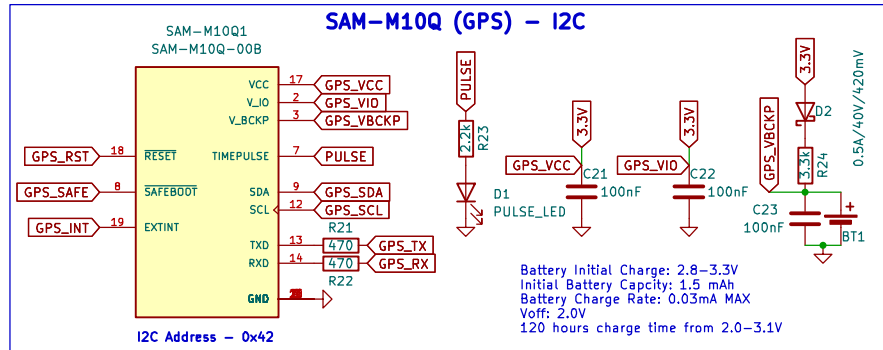 SAM-M10Q (GPS) - I2C
SAM-M10Q1
SAM-M10Q-00B
VCC 17 GPS_VCC
V_IO 2 GPS_VIO
V_BCKP 3 GPS_VBCKP
GPS_RST 18 RESET
TIMEPULSE 7 PULSE
GPS_SAFE 8 SAFEBOOT
SDA 9 GPS_SDA
SCL 12 GPS_SCL
GPS_INT 19 EXTINT
R21
TXD 13 470 GPS_TX
RXD 14 470 GPS_RX
R22
GND
I2C Address - 0x42
PULSE
2.2k
R23
D1
PULSE_LED
3.3V
GPS_VCC
C21
100nF
3.3V
GPS_VIO
C22
100nF
3.3V
D2
0.5A/40V/420mV
3.3k
R24
GPS_VBCKP
C23
100nF
+
BT1
Battery Initial Charge: 2.8-3.3V
Initial Battery Capcity: 1.5 mAh
Battery Charge Rate: 0.03mA MAX
Voff: 2.0V
120 hours charge time from 2.0-3.1V